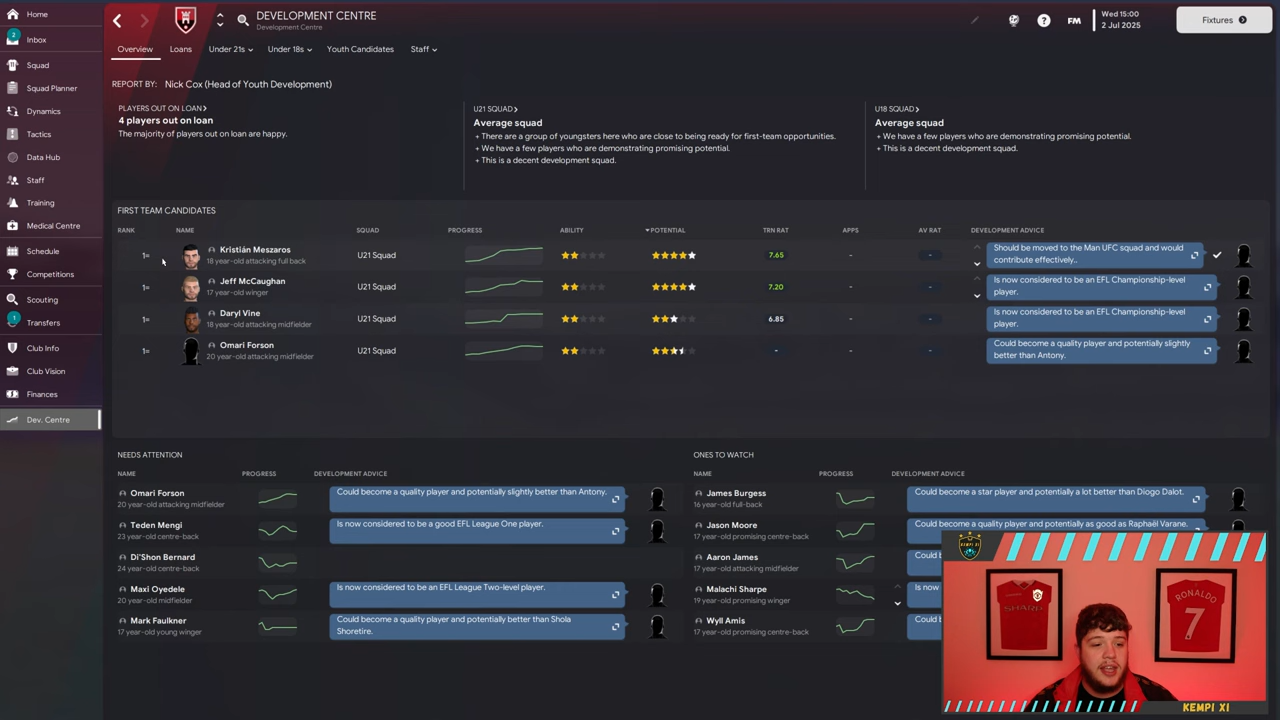 Home
2
Inbox
Squad
Squad Planner
Dynamics
Tactics
Data Hub
Staff
Training
Medical Centre
Schedule
Competitions
Scouting
1
Transfers
Club Info
Club Vision
Finances
Dev. Centre
DEVELOPMENT CENTRE
Development Centre
?
FM
Wed 15:00
2 Jul 2025
Fixtures
Overview
Loans
Under 21s
Under 18s
Youth Candidates
Staff
REPORT BY: Nick Cox (Head of Youth Development)
PLAYERS OUT ON LOAN
4 players out on loan
The majority of players out on loan are happy.
U21 SQUAD
Average squad
+ There are a group of youngsters here who are close to being ready for first-team opportunities.
+ We have a few players who are demonstrating promising potential.
+ This is a decent development squad.
U18 SQUAD
Average squad
+ We have a few players who are demonstrating promising potential.
+ This is a decent development squad.
FIRST TEAM CANDIDATES
RANK NAME SQUAD PROGRESS ABILITY POTENTIAL TRN RAT APPS AV RAT DEVELOPMENT ADVICE
1= Kristián Meszaros U21 Squad 7.65 - -
18 year-old attacking full back
Should be moved to the Man UFC squad and would
contribute effectively..
1= Jeff McCaughan U21 Squad 7.20 - -
17 year-old winger
Is now considered to be an EFL Championship-level
player.
1= Daryl Vine U21 Squad 6.85 - -
18 year-old attacking midfielder
Is now considered to be an EFL Championship-level
player.
1= Omari Forson U21 Squad - - -
20 year-old attacking midfielder
Could become a quality player and potentially slightly
better than Antony.
NEEDS ATTENTION
NAME PROGRESS DEVELOPMENT ADVICE
Omari Forson
20 year-old attacking midfielder
Could become a quality player and potentially slightly better than Antony.
Teden Mengi
23 year-old centre-back
Is now considered to be a good EFL League One player.
Di'Shon Bernard
24 year-old centre-back
Maxi Oyedele
20 year-old midfielder
Is now considered to be an EFL League Two-level player.
Mark Faulkner
17 year-old young winger
Could become a quality player and potentially better than Shola
Shoretire.
ONES TO WATCH
NAME PROGRESS DEVELOPMENT ADVICE
James Burgess
16 year-old full-back
Could become a star player and potentially a lot better than Diogo Dalot.
Jason Moore
17 year-old promising centre-back
Could become a quality player and potentially as good as Raphaël Varane.
Aaron James
17 year-old attacking midfielder
Could b
Malachi Sharpe
19 year-old promising winger
Is now
Wyll Amis
17 year-old promising centre-back
Could b
KEMPI XI
SHARP
RONALDO
7
KEMPI XI